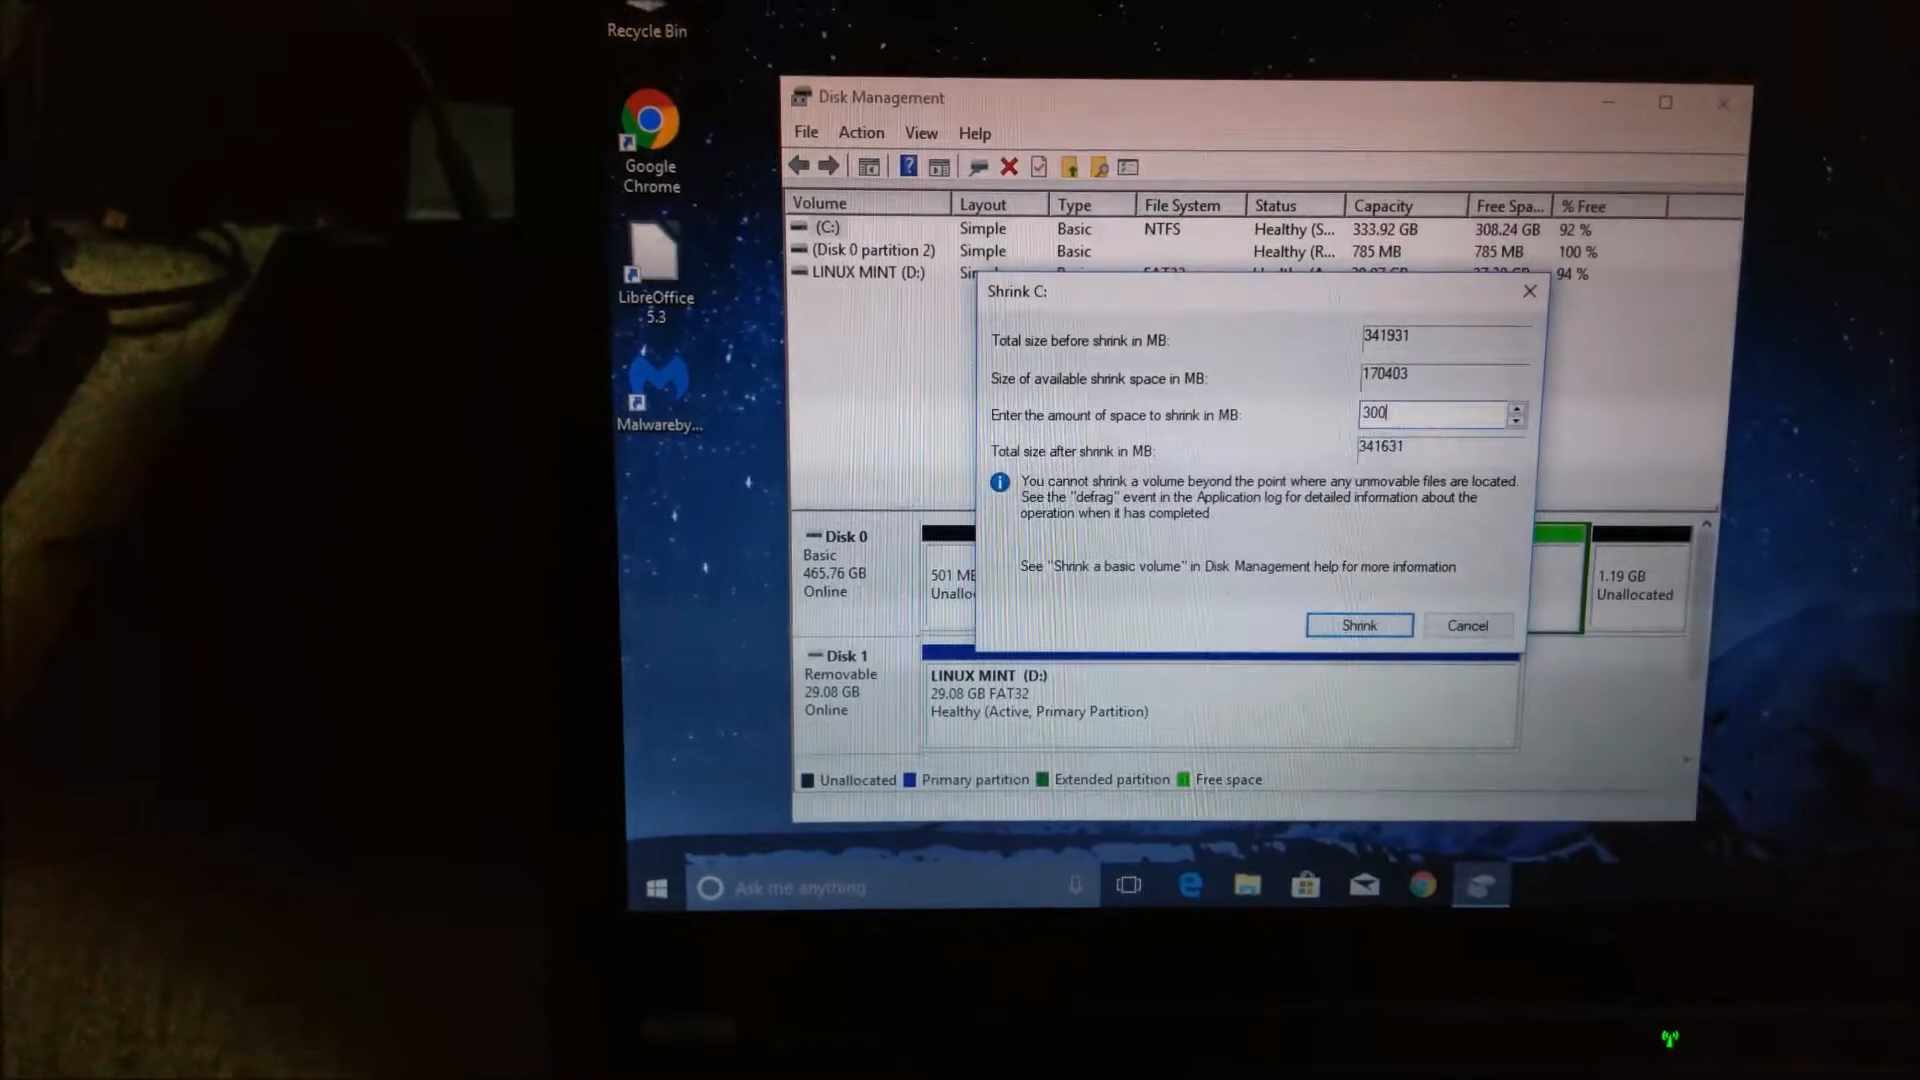 Recycle Bin
Google
Chrome
LibreOffice
5.3
Malwareby...
Disk Management
File Action View Help
Volume Layout Type File System Status Capacity Free Spa... % Free
(C:) Simple Basic NTFS Healthy (S... 333.92 GB 308.24 GB 92 %
(Disk 0 partition 2) Simple Basic Healthy (R... 785 MB 785 MB 100 %
LINUX MINT (D:) 94 %
Shrink C:
Total size before shrink in MB: 341931
Size of available shrink space in MB: 170403
Enter the amount of space to shrink in MB: 300
Total size after shrink in MB: 341631
You cannot shrink a volume beyond the point where any unmovable files are located.
See the "defrag" event in the Application log for detailed information about the
operation when it has completed.
See "Shrink a basic volume" in Disk Management help for more information
Shrink Cancel
Disk 0
Basic
465.76 GB
Online
501 MB
Unallo
1.19 GB
Unallocated
Disk 1
Removable
29.08 GB
Online
LINUX MINT (D:)
29.08 GB FAT32
Healthy (Active, Primary Partition)
Unallocated Primary partition Extended partition Free space
Ask me anything